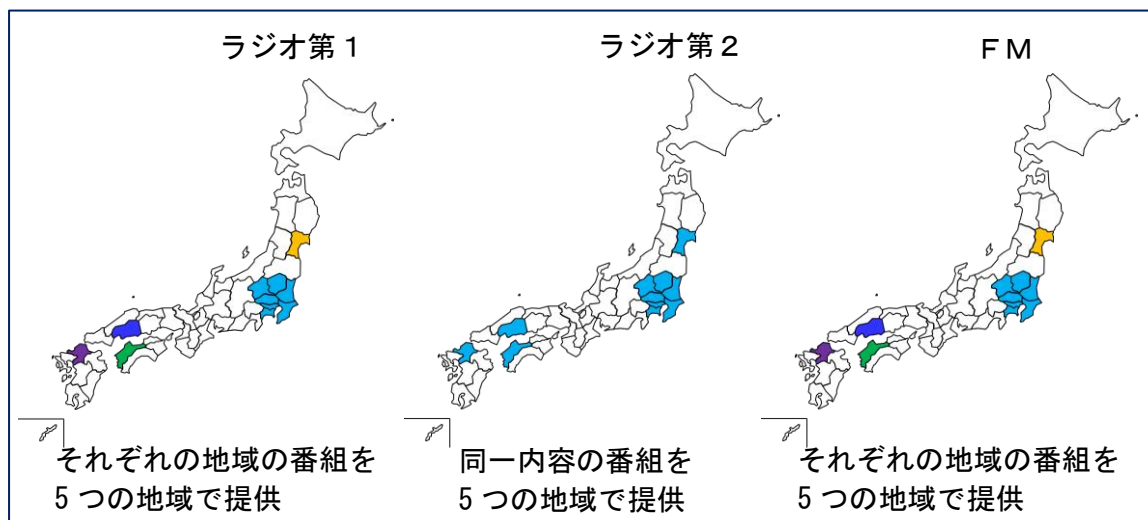 ラジオ第１
ラジオ第２
ＦＭ
それぞれの地域の番組を
５つの地域で提供
同一内容の番組を
５つの地域で提供
それぞれの地域の番組を
５つの地域で提供